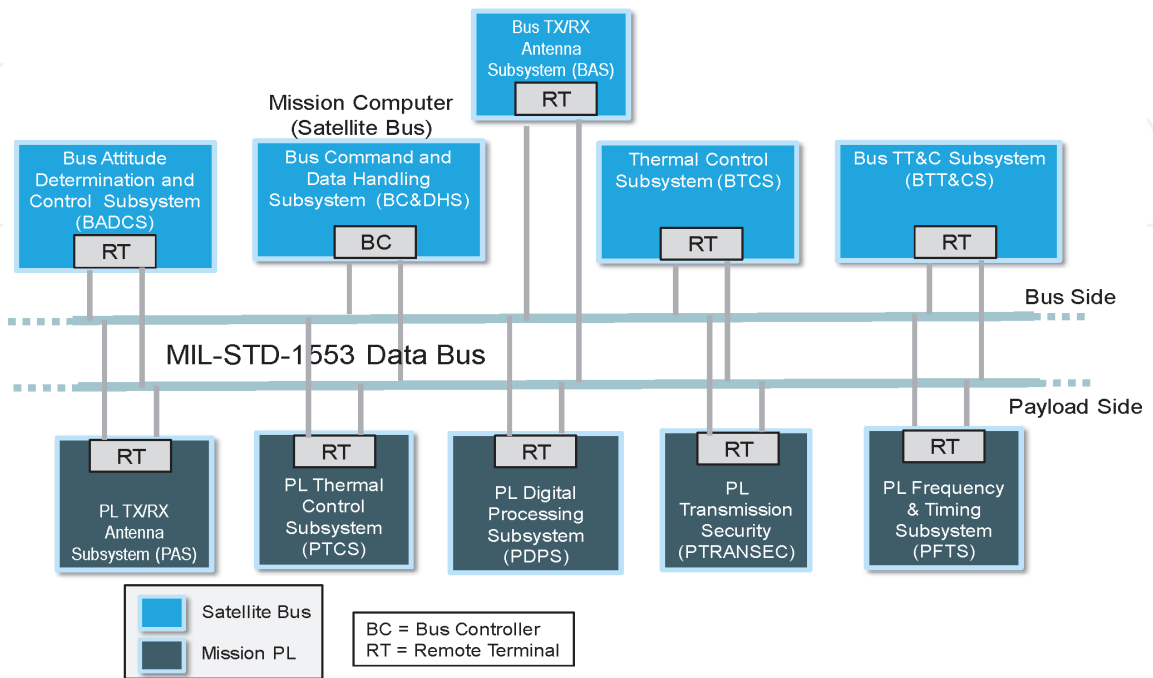 Bus TX/RX
Antenna
Subsystem (BAS)
RT
Mission Computer
(Satellite Bus)
Bus Attitude
Determination and
Control Subsystem
(BADCS)
RT
Bus Command and
Data Handling
Subsystem (BC&DHS)
BC
Thermal Control
Subsystem (BTCS)
RT
Bus TT&C Subsystem
(BTT&CS)
RT
Bus Side
MIL-STD-1553 Data Bus
Payload Side
RT
PL TX/RX
Antenna
Subsystem (PAS)
RT
PL Thermal
Control
Subsystem
(PTCS)
RT
PL Digital
Processing
Subsystem
(PDPS)
RT
PL
Transmission
Security
(PTRANSEC)
RT
PL Frequency
& Timing
Subsystem
(PFTS)
Satellite Bus
Mission PL
BC = Bus Controller
RT = Remote Terminal